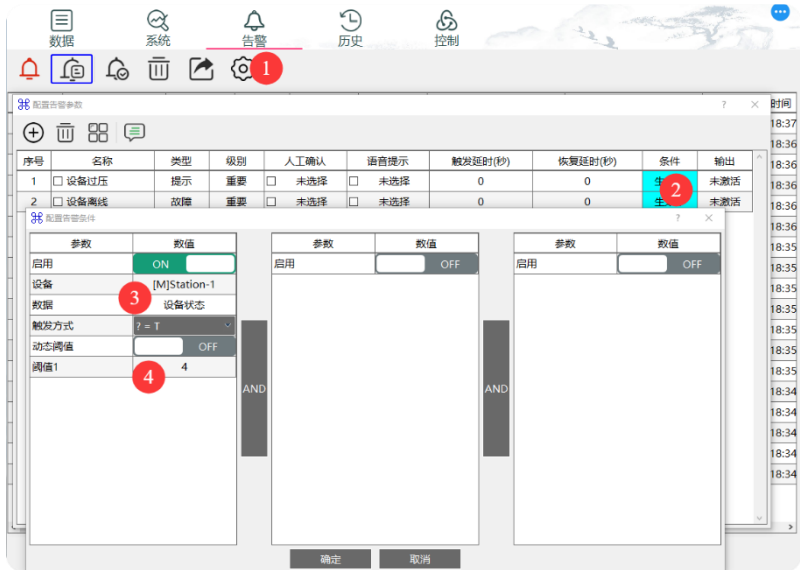 数据 系统 告警 历史 控制
1
配置告警参数 ? 时间
18:37
18:36
序号 名称 类型 级别 人工确认 语音提示 触发延时(秒) 恢复延时(秒) 条件 输出
18:36
1 设备过压 提示 重要 未选择 未选择 0 0 2 未激活
18:36
2 设备离线 故障 重要 未选择 未选择 0 0 未激活
18:36
配置告警条件 ?
18:36
参数 数值 参数 数值 参数 数值
18:35
启用 ON 启用 OFF 启用 OFF
18:35
设备 [M]Station-1
18:35
数据 3 设备状态
18:35
触发方式 ? = T
18:35
动态阈值 OFF
18:35
阈值1 4 4
18:35
AND AND
18:34
18:34
18:34
18:34
18:34
确定 取消